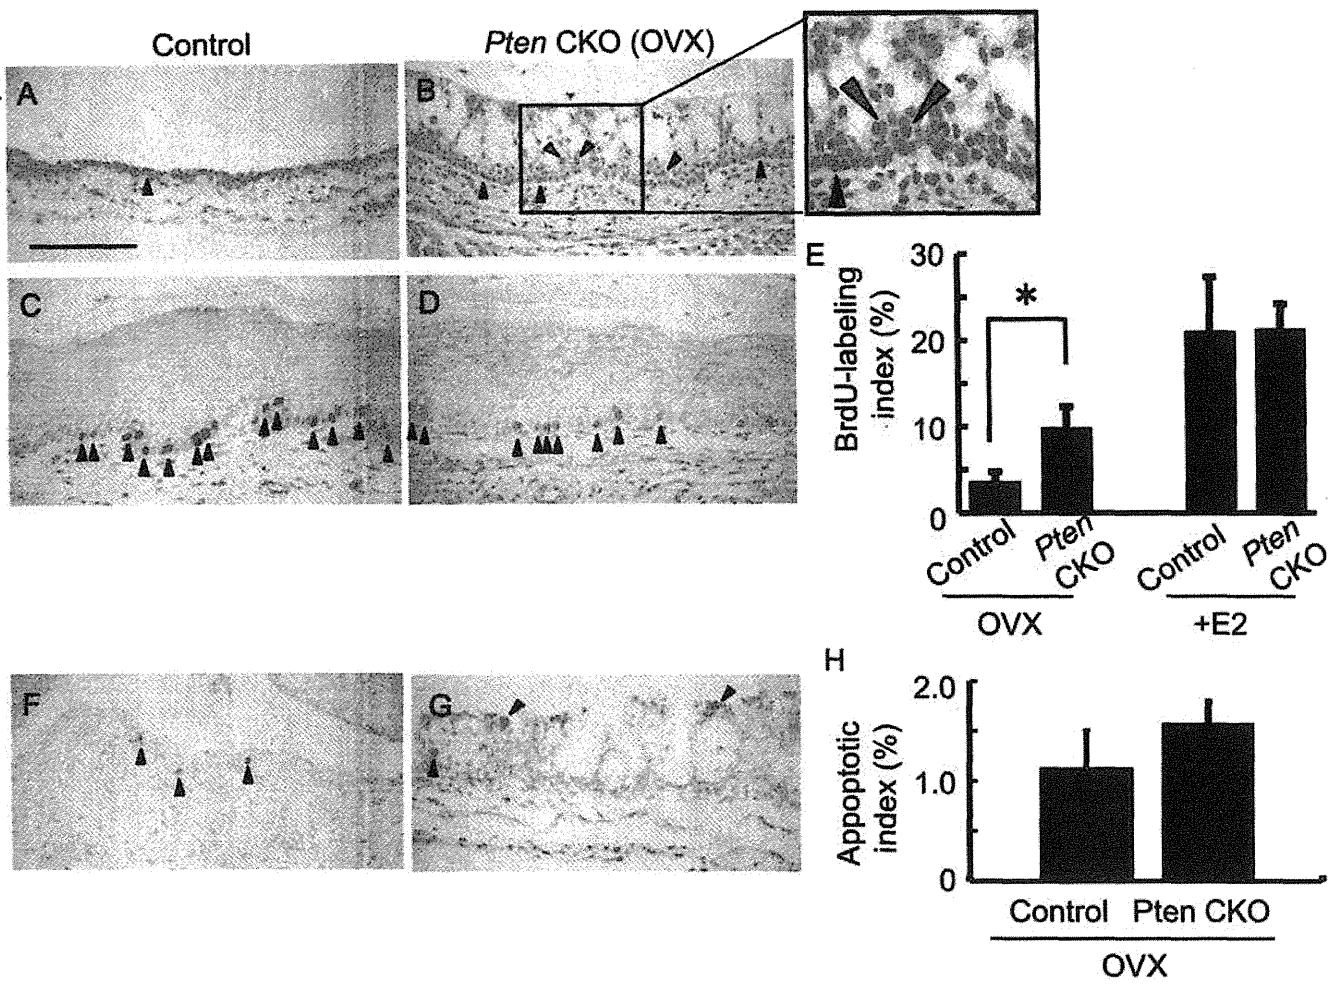 Control
Pten CKO (OVX)
A
B
C
D
E
BrdU-labeling
index (%)
30
20
10
0
*
Control
Pten
CKO
Control
Pten
CKO
OVX
+E2
F
G
H
Appoptotic
index (%)
2.0
1.0
0
Control
Pten CKO
OVX